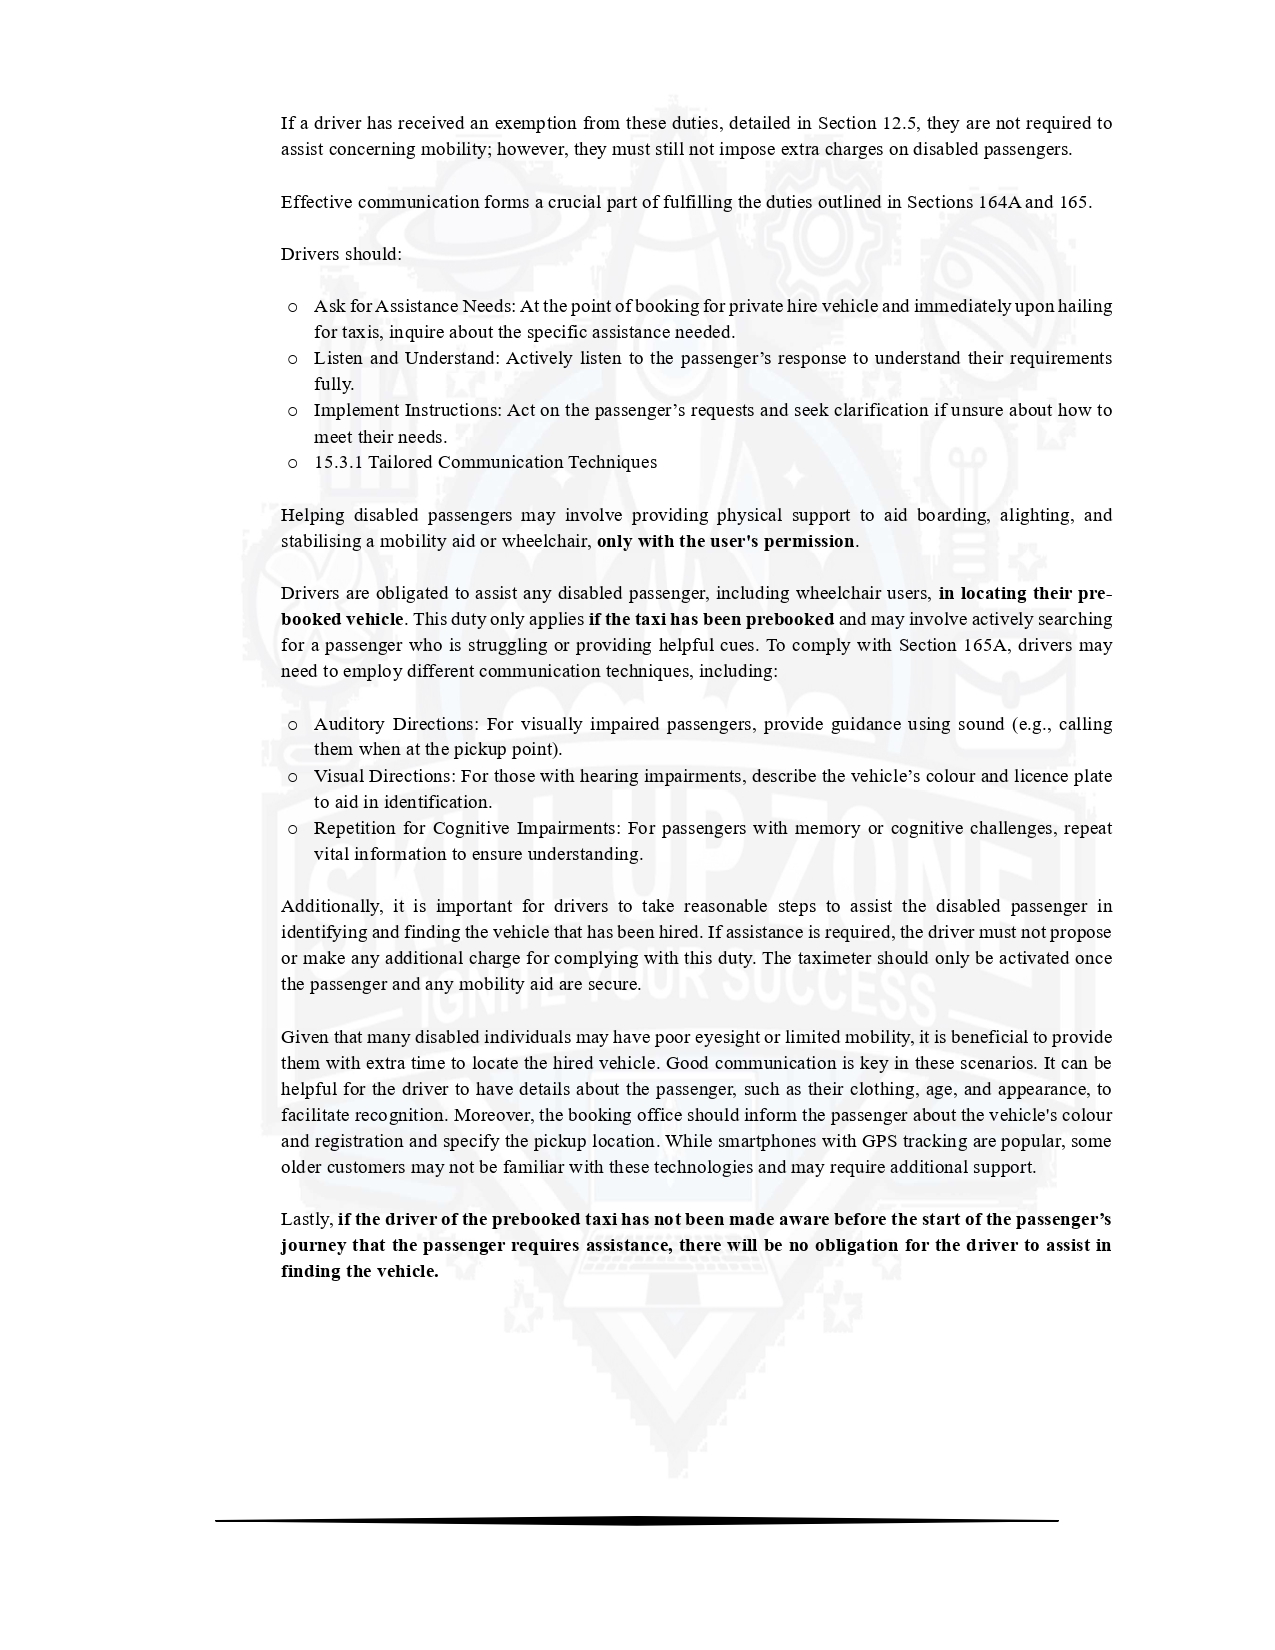 If a driver has received an exemption from these duties, detailed in Section 12.5, they are not required to
assist concerning mobility; however, they must still not impose extra charges on disabled passengers.
Effective communication forms a crucial part of fulfilling the duties outlined in Sections 164A and 165.
Drivers should:
○ Ask for Assistance Needs: At the point of booking for private hire vehicle and immediately upon hailing
for taxis, inquire about the specific assistance needed.
○ Listen and Understand: Actively listen to the passenger’s response to understand their requirements
fully.
○ Implement Instructions: Act on the passenger’s requests and seek clarification if unsure about how to
meet their needs.
○ 15.3.1 Tailored Communication Techniques
Helping disabled passengers may involve providing physical support to aid boarding, alighting, and
stabilising a mobility aid or wheelchair, only with the user's permission.
Drivers are obligated to assist any disabled passenger, including wheelchair users, in locating their pre-
booked vehicle. This duty only applies if the taxi has been prebooked and may involve actively searching
for a passenger who is struggling or providing helpful cues. To comply with Section 165A, drivers may
need to employ different communication techniques, including:
○ Auditory Directions: For visually impaired passengers, provide guidance using sound (e.g., calling
them when at the pickup point).
○ Visual Directions: For those with hearing impairments, describe the vehicle’s colour and licence plate
to aid in identification.
○ Repetition for Cognitive Impairments: For passengers with memory or cognitive challenges, repeat
vital information to ensure understanding.
SKILL UP ZONE
Additionally, it is important for drivers to take reasonable steps to assist the disabled passenger in
identifying and finding the vehicle that has been hired. If assistance is required, the driver must not propose
or make any additional charge for complying with this duty. The taximeter should only be activated once
the passenger and any mobility aid are secure.
IGNITE YOUR SUCCESS
Given that many disabled individuals may have poor eyesight or limited mobility, it is beneficial to provide
them with extra time to locate the hired vehicle. Good communication is key in these scenarios. It can be
helpful for the driver to have details about the passenger, such as their clothing, age, and appearance, to
facilitate recognition. Moreover, the booking office should inform the passenger about the vehicle's colour
and registration and specify the pickup location. While smartphones with GPS tracking are popular, some
older customers may not be familiar with these technologies and may require additional support.
Lastly, if the driver of the prebooked taxi has not been made aware before the start of the passenger’s
journey that the passenger requires assistance, there will be no obligation for the driver to assist in
finding the vehicle.